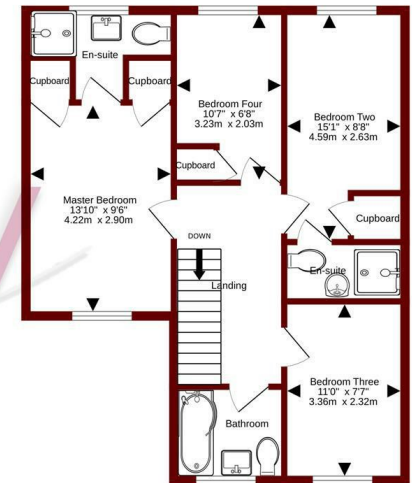 En-suite
Cupboard
Cupboard
Bedroom Four
10'7" x 6'8"
3.23m x 2.03m
Bedroom Two
15'1" x 8'8"
4.59m x 2.63m
Cupboard
Master Bedroom
13'10" x 9'6"
4.22m x 2.90m
Cupboard
DOWN
Landing
En-suite
Bedroom Three
11'0" x 7'7"
3.36m x 2.32m
Bathroom